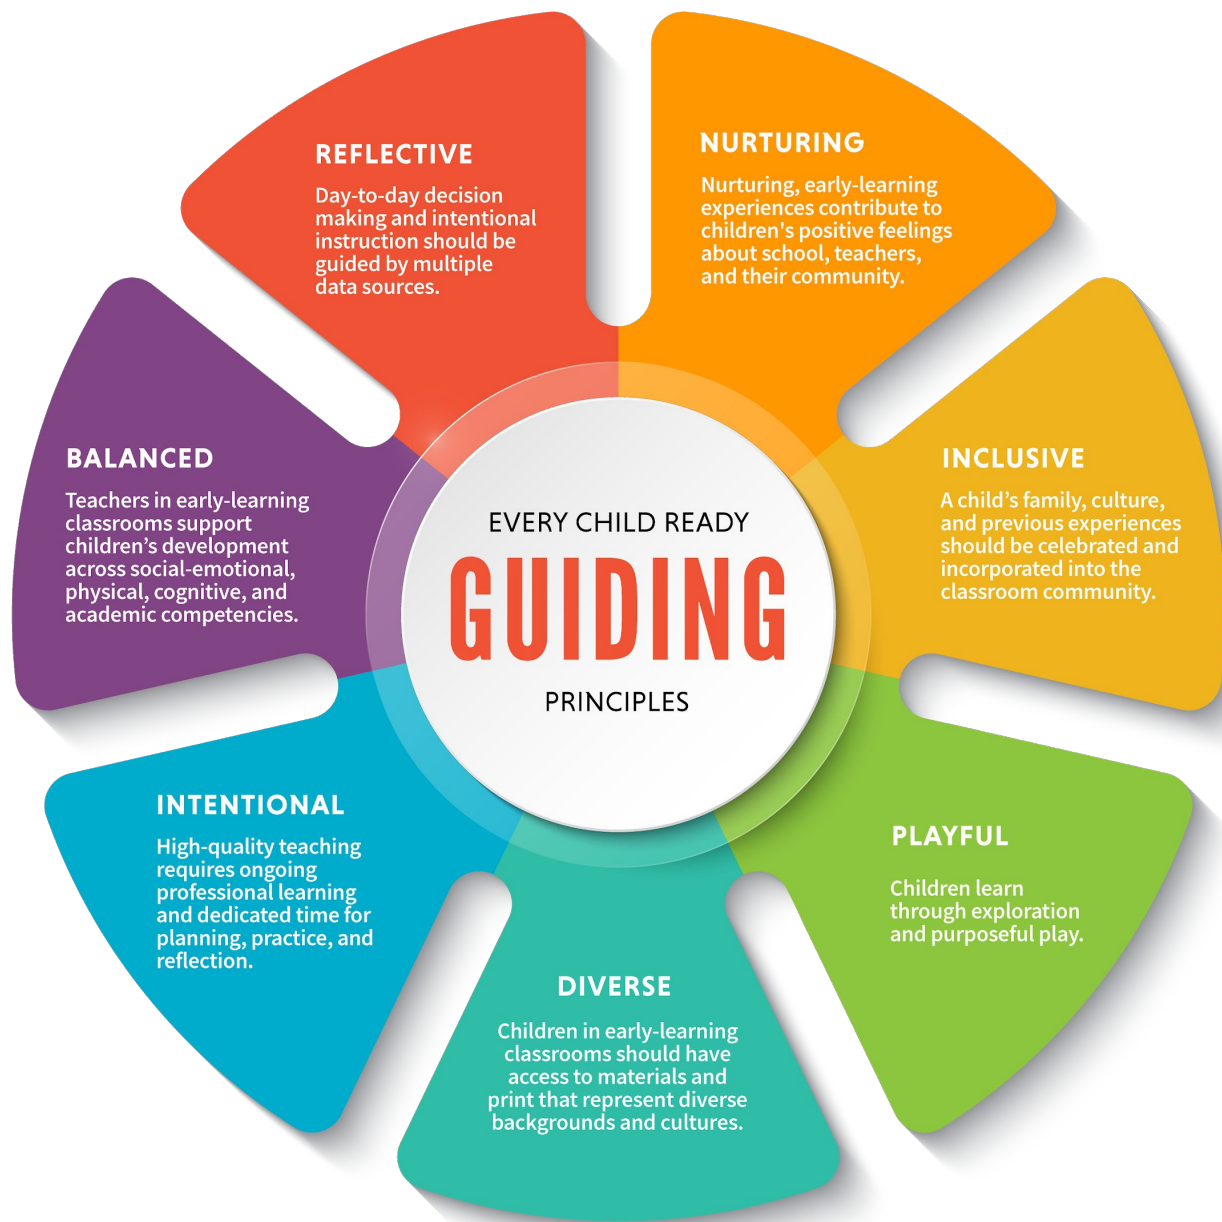 EVERY CHILD READY
GUIDING
PRINCIPLES
NURTURING
Nurturing, early-learning
experiences contribute to
children's positive feelings
about school, teachers,
and their community.
INCLUSIVE
A child’s family, culture,
and previous experiences
should be celebrated and
incorporated into the
classroom community.
PLAYFUL
Children learn
through exploration
and purposeful play.
DIVERSE
Children in early-learning
classrooms should have
access to materials and
print that represent diverse
backgrounds and cultures.
INTENTIONAL
High-quality teaching
requires ongoing
professional learning
and dedicated time for
planning, practice, and
reflection.
BALANCED
Teachers in early-learning
classrooms support
children’s development
across social-emotional,
physical, cognitive, and
academic competencies.
REFLECTIVE
Day-to-day decision
making and intentional
instruction should be
guided by multiple
data sources.